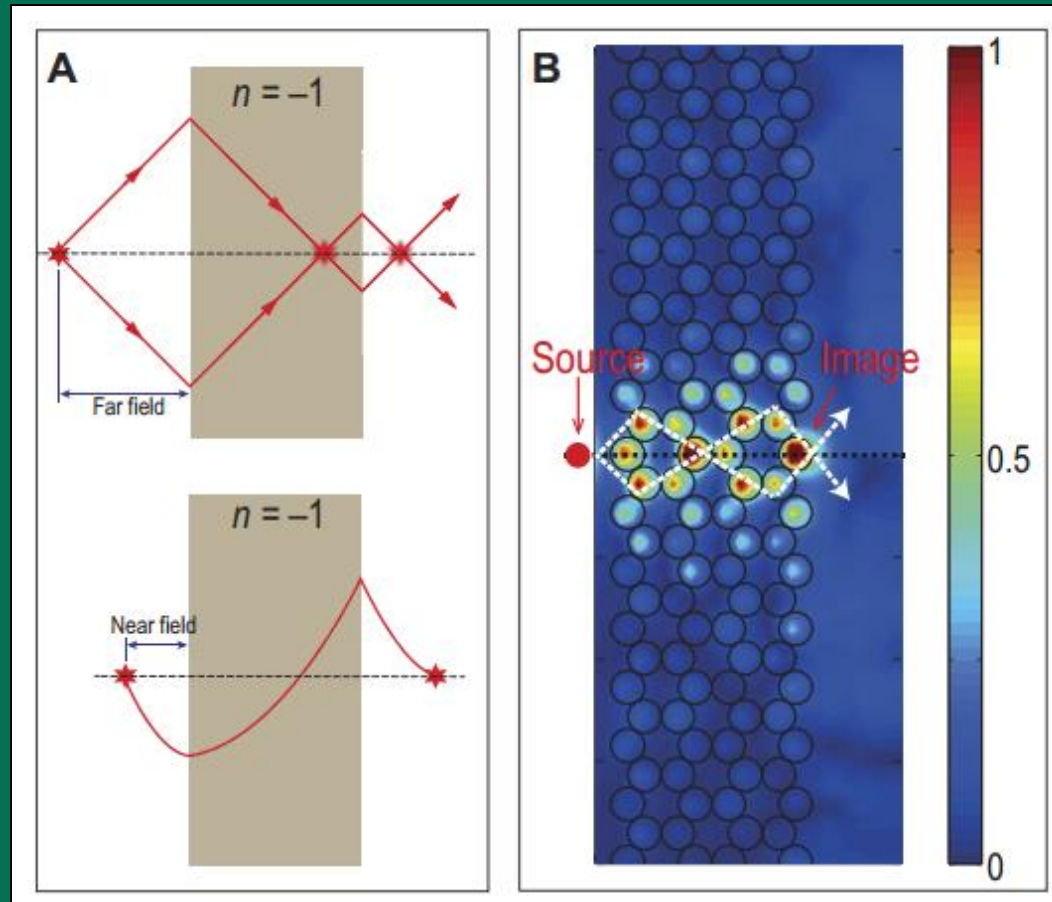 A
n = –1
Far field
n = –1
Near field
B
Source
Image
1
0.5
0